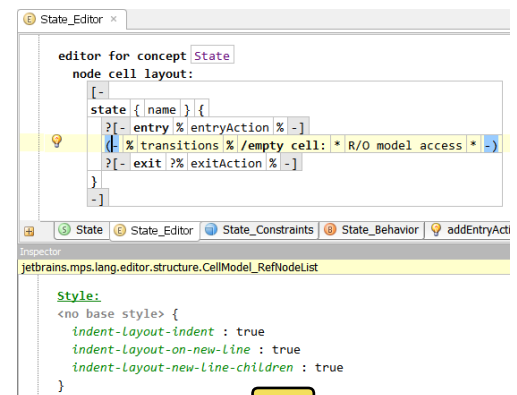 State_Editor ×
editor for concept State
node cell layout:
[-
state { name } {
?[- entry % entryAction % -]
(- % transitions % /empty cell: * R/O model access * -)
?[- exit ?% exitAction % -]
}
-]
State State_Editor State_Constraints State_Behavior addEntryActi
Inspector
jetbrains.mps.lang.editor.structure.CellModel_RefNodeList
Style:
<no base style> {
indent-layout-indent : true
indent-layout-on-new-line : true
indent-layout-new-line-children : true
}